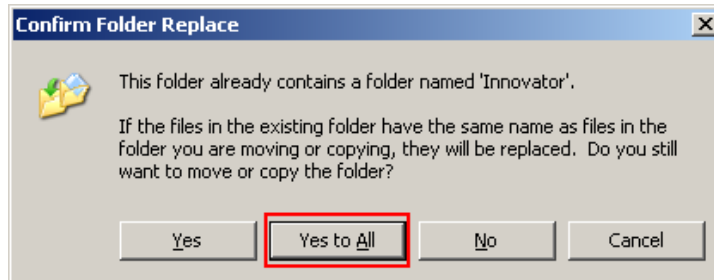 Confirm Folder Replace
This folder already contains a folder named 'Innovator'.
If the files in the existing folder have the same name as files in the
folder you are moving or copying, they will be replaced.  Do you still
want to move or copy the folder?
Yes Yes to All No Cancel